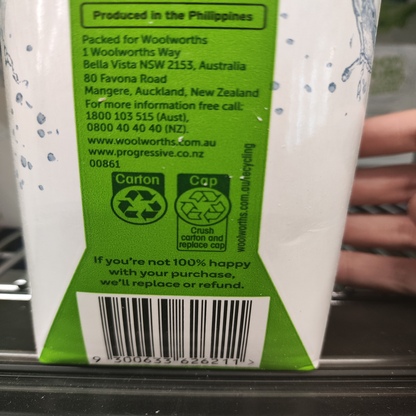 Produced in the Philippines
Packed for Woolworths
1 Woolworths Way
Bella Vista NSW 2153, Australia
80 Favona Road
Mangere, Auckland, New Zealand
For more information free call:
1800 103 515 (Aust),
0800 40 40 40 (NZ).
www.woolworths.com.au
www.progressive.co.nz
00861
Carton
Cap
Crush
carton and
replace cap
woolworths.com.au/recycling
If you're not 100% happy
with your purchase,
we'll replace or refund.
9 300633 626211 >